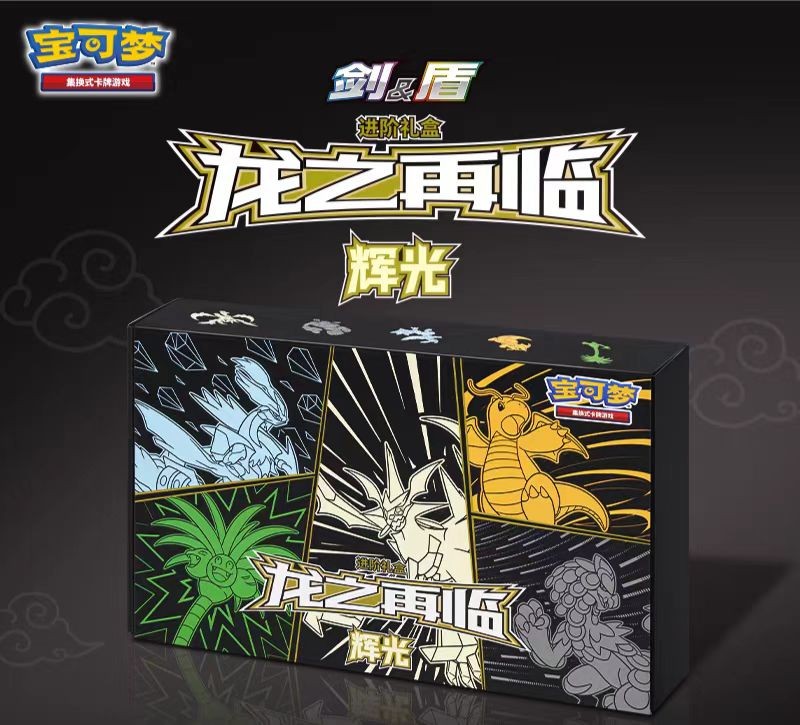 宝可梦
集换式卡牌游戏
剑&盾
进阶礼盒
龙之再临
辉光
宝可梦
集换式卡牌游戏
进阶礼盒
龙之再临
辉光